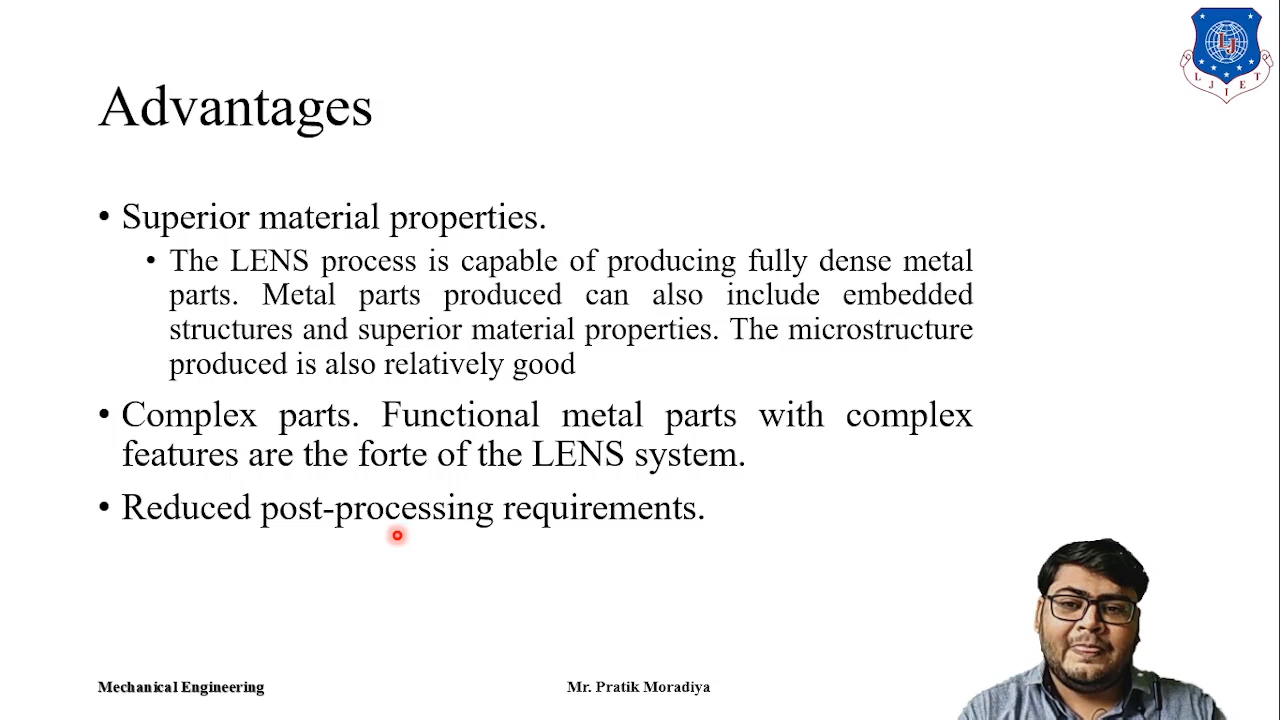 LJ
L J I E T
Advantages
• Superior material properties.
• The LENS process is capable of producing fully dense metal
parts. Metal parts produced can also include embedded
structures and superior material properties. The microstructure
produced is also relatively good
• Complex parts. Functional metal parts with complex
features are the forte of the LENS system.
• Reduced post-processing requirements.
Mechanical Engineering
Mr. Pratik Moradiya